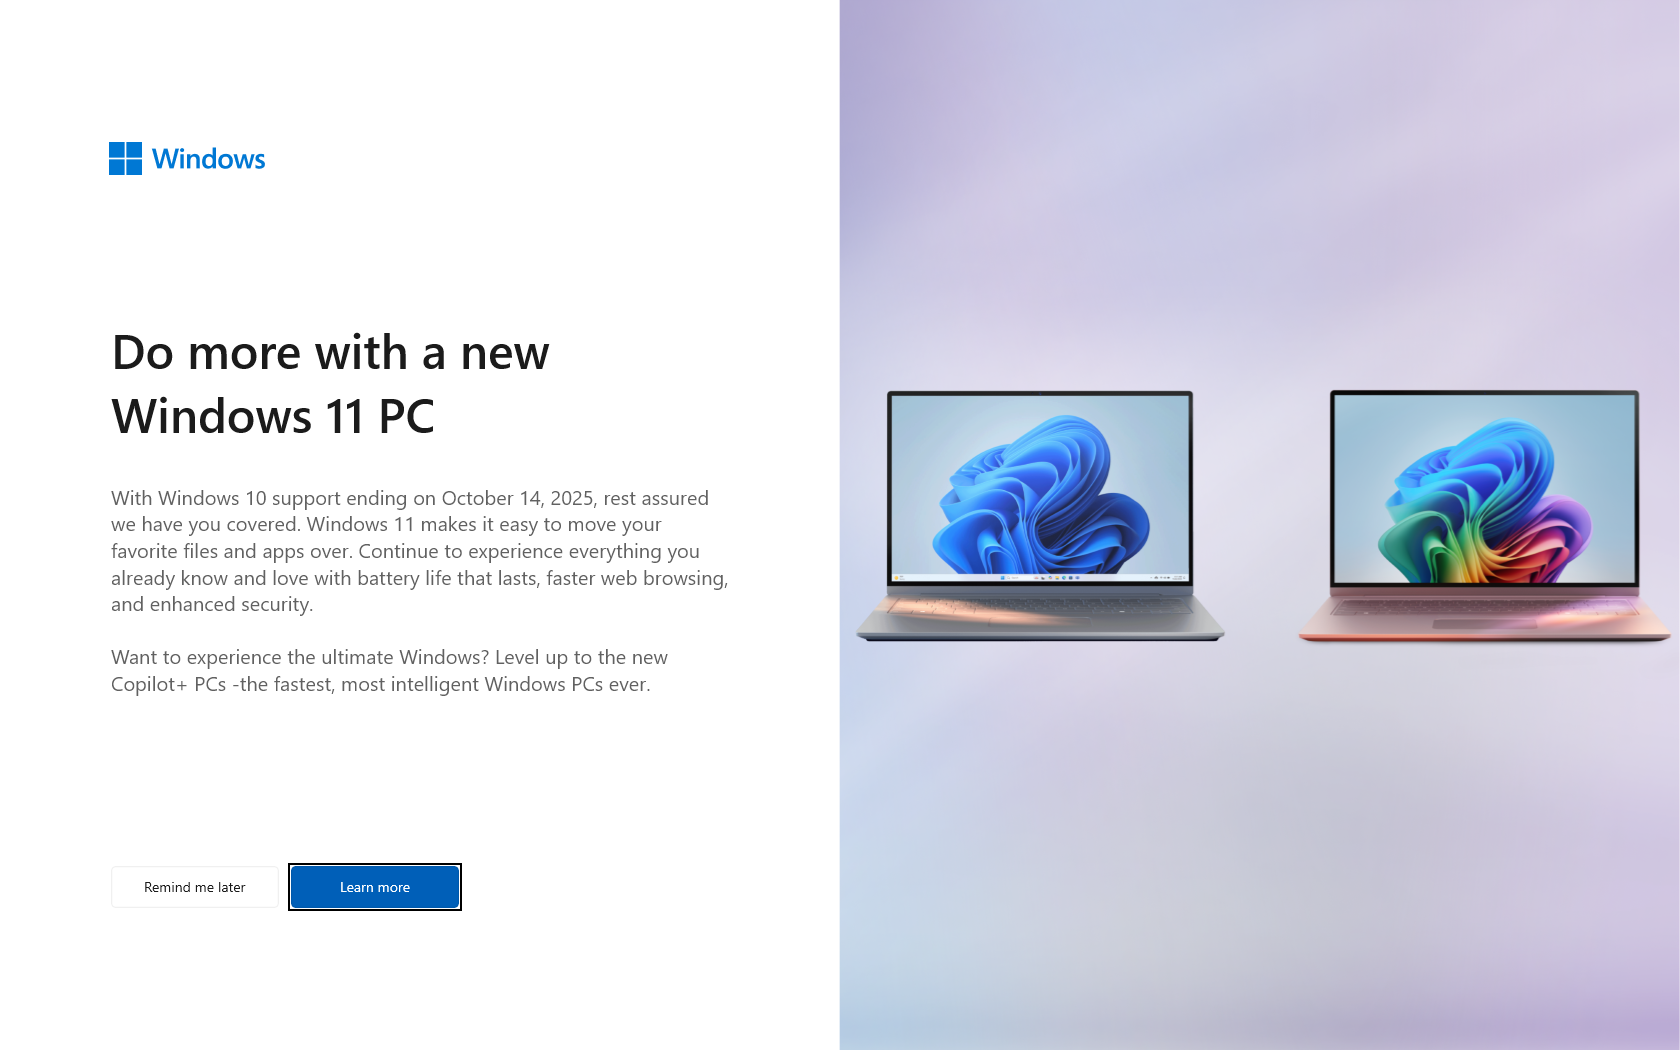 Windows
Do more with a new
Windows 11 PC
With Windows 10 support ending on October 14, 2025, rest assured
we have you covered. Windows 11 makes it easy to move your
favorite files and apps over. Continue to experience everything you
already know and love with battery life that lasts, faster web browsing,
and enhanced security.
Want to experience the ultimate Windows? Level up to the new
Copilot+ PCs -the fastest, most intelligent Windows PCs ever.
Remind me later
Learn more